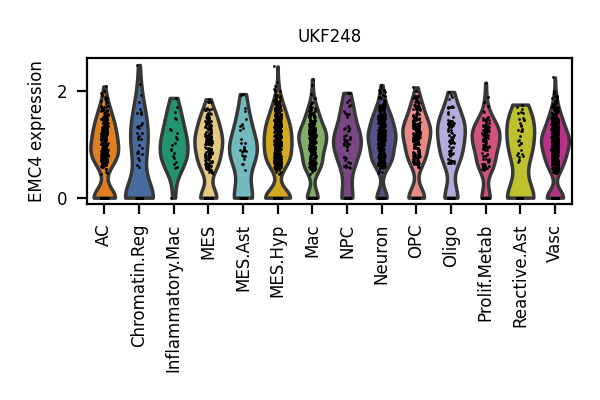 UKF248
EMC4 expression
2
0
AC
Chromatin.Reg
Inflammatory.Mac
MES
MES.Ast
MES.Hyp
Mac
NPC
Neuron
OPC
Oligo
Prolif.Metab
Reactive.Ast
Vasc